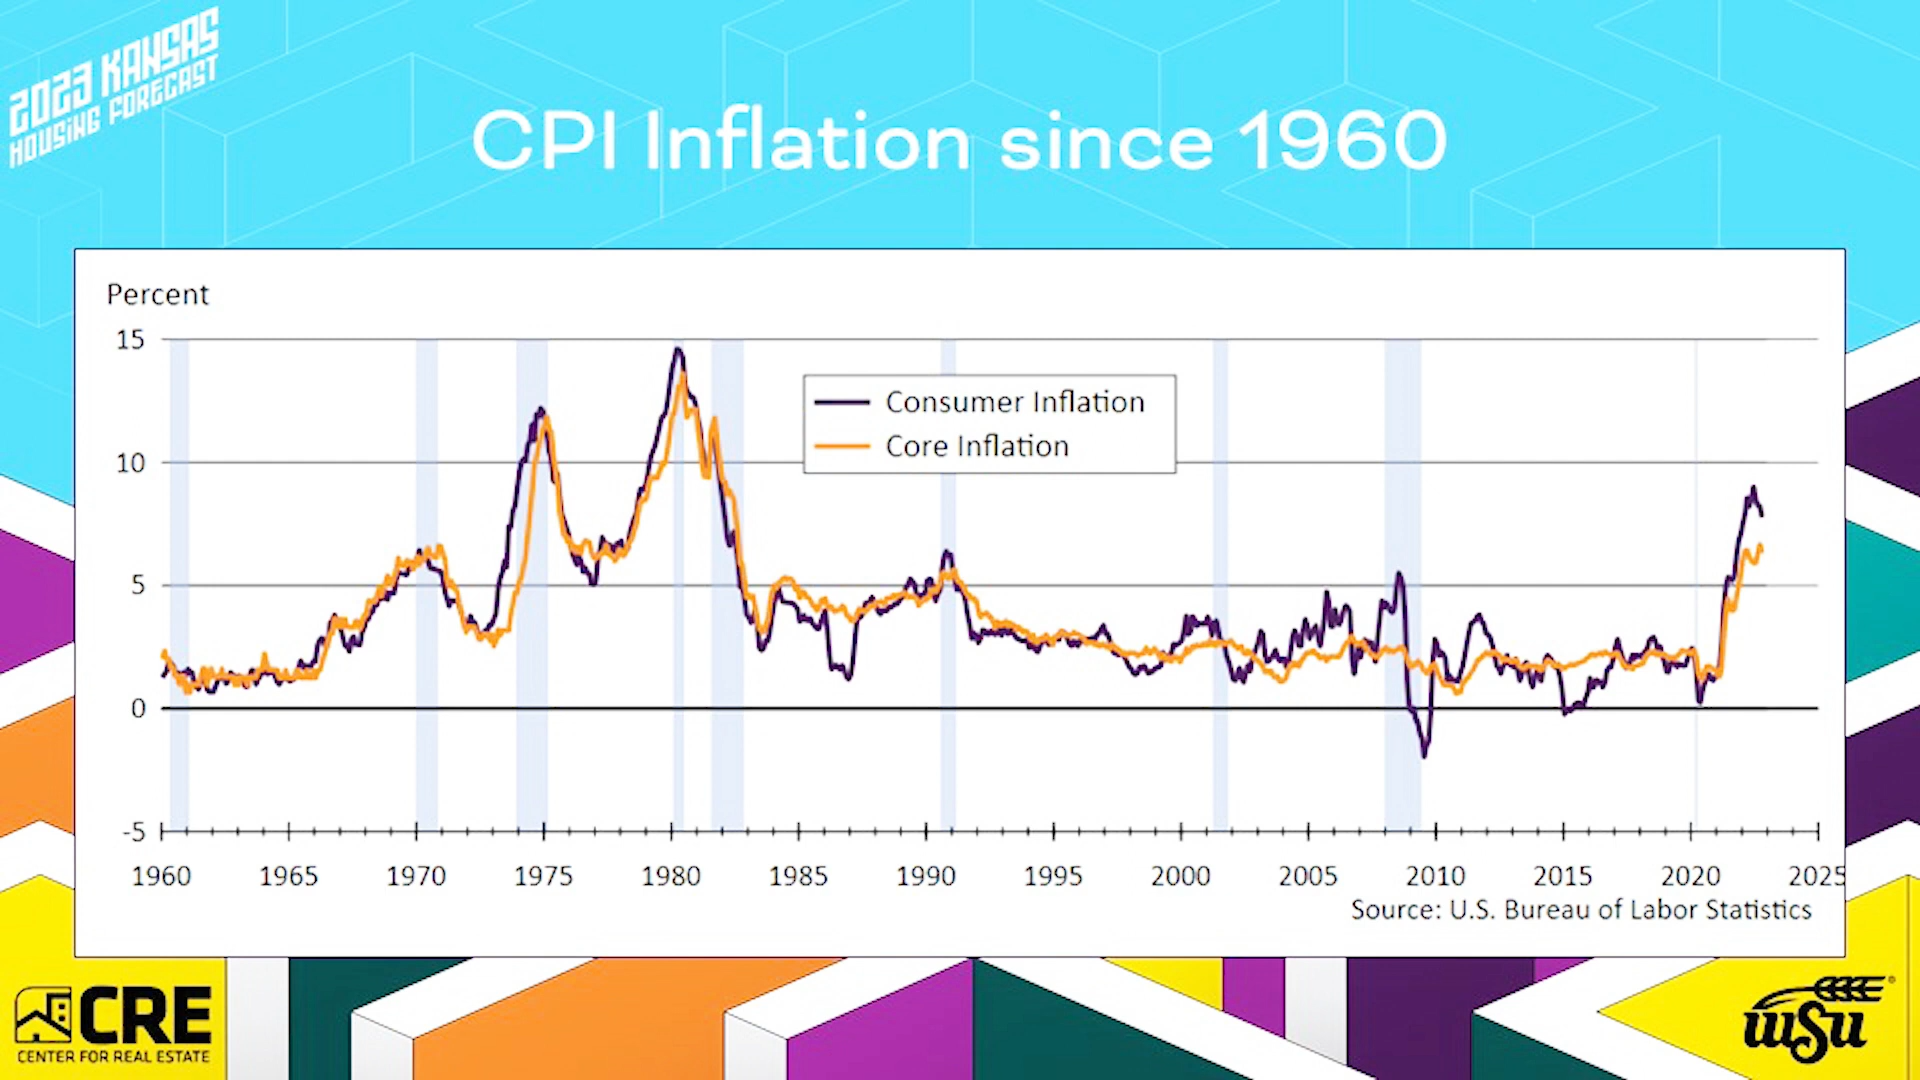 2023 KANSAS
HOUSING FORECAST
CPI Inflation since 1960
Percent
15
10
5
0
-5
Consumer Inflation
Core Inflation
1960 1965 1970 1975 1980 1985 1990 1995 2000 2005 2010 2015 2020 2025
Source: U.S. Bureau of Labor Statistics
CRE
CENTER FOR REAL ESTATE
WSU